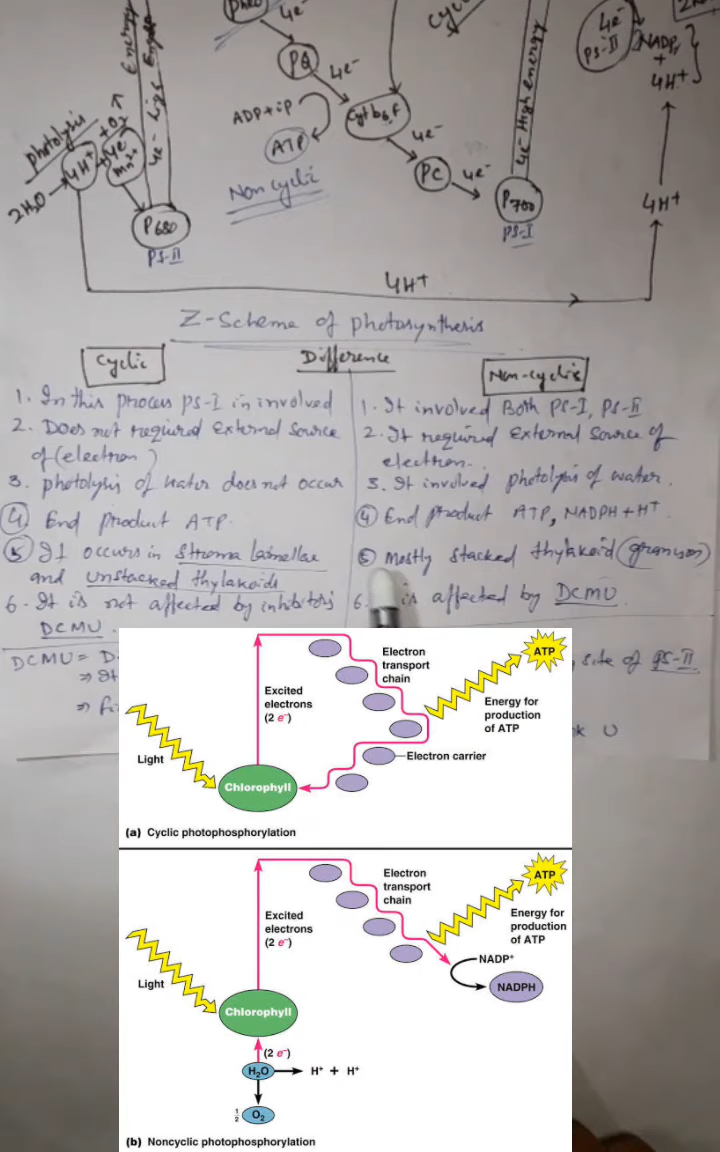 4e-
PQ
4e-
ADP+iP
ATP
Non cyclic
Cyt b6,f
4e-
PC
4e-
P700
PS-I
4e- High energy
Energy
4e-
PS-II
NADP,
+
4H+
4H+
photolysis
2H2O
4H+
+O2
4e-
Mn2+
P680
PS-II
4H+
Z-Scheme of photosynthesis
Difference
Cyclic
1. In this process PS-I in involved
2. Does not required External Source
of (electron)
3. photolysis of water does not occur
4 End product ATP.
5 It occurs in Stroma lamellae
and unstacked thylakoids
6. It is not affected by inhibitors
DCMU.
Non-cyclic
1. It involved Both PS-I, PS-II
2. It required External Source of
electron.
3. It involved photolysis of water.
4 End product ATP, NADPH + H+
5 Mostly stacked thylakoid (granum)
6. is affected by DCMU
DCMU = D
site of PS-II
Light
Excited
electrons
(2 e-)
Chlorophyll
Electron
transport
chain
ATP
Energy for
production
of ATP
Electron carrier
(a) Cyclic photophosphorylation
Light
Excited
electrons
(2 e-)
Chlorophyll
Electron
transport
chain
ATP
Energy for
production
of ATP
NADP+
NADPH
(2 e-)
H2O
H+ + H+
1/2 O2
(b) Noncyclic photophosphorylation